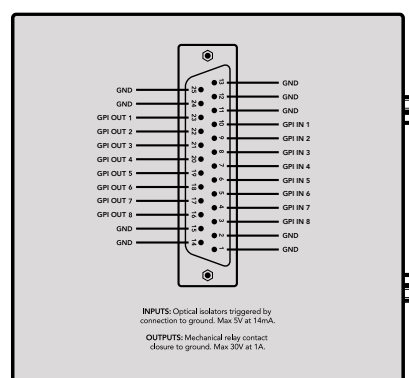 13 GND
25 GND
12 GND
24 GND
11 GND
23 GPI OUT 1
10 GPI IN 1
22 GPI OUT 2
9 GPI IN 2
21 GPI OUT 3
8 GPI IN 3
20 GPI OUT 4
7 GPI IN 4
19 GPI OUT 5
6 GPI IN 5
18 GPI OUT 6
5 GPI IN 6
17 GPI OUT 7
4 GPI IN 7
16 GPI OUT 8
3 GPI IN 8
15 GND
2 GND
14 GND
1 GND
INPUTS: Optical isolators triggered by
connection to ground. Max 5V at 14mA.
OUTPUTS: Mechanical relay contact
closure to ground. Max 30V at 1A.